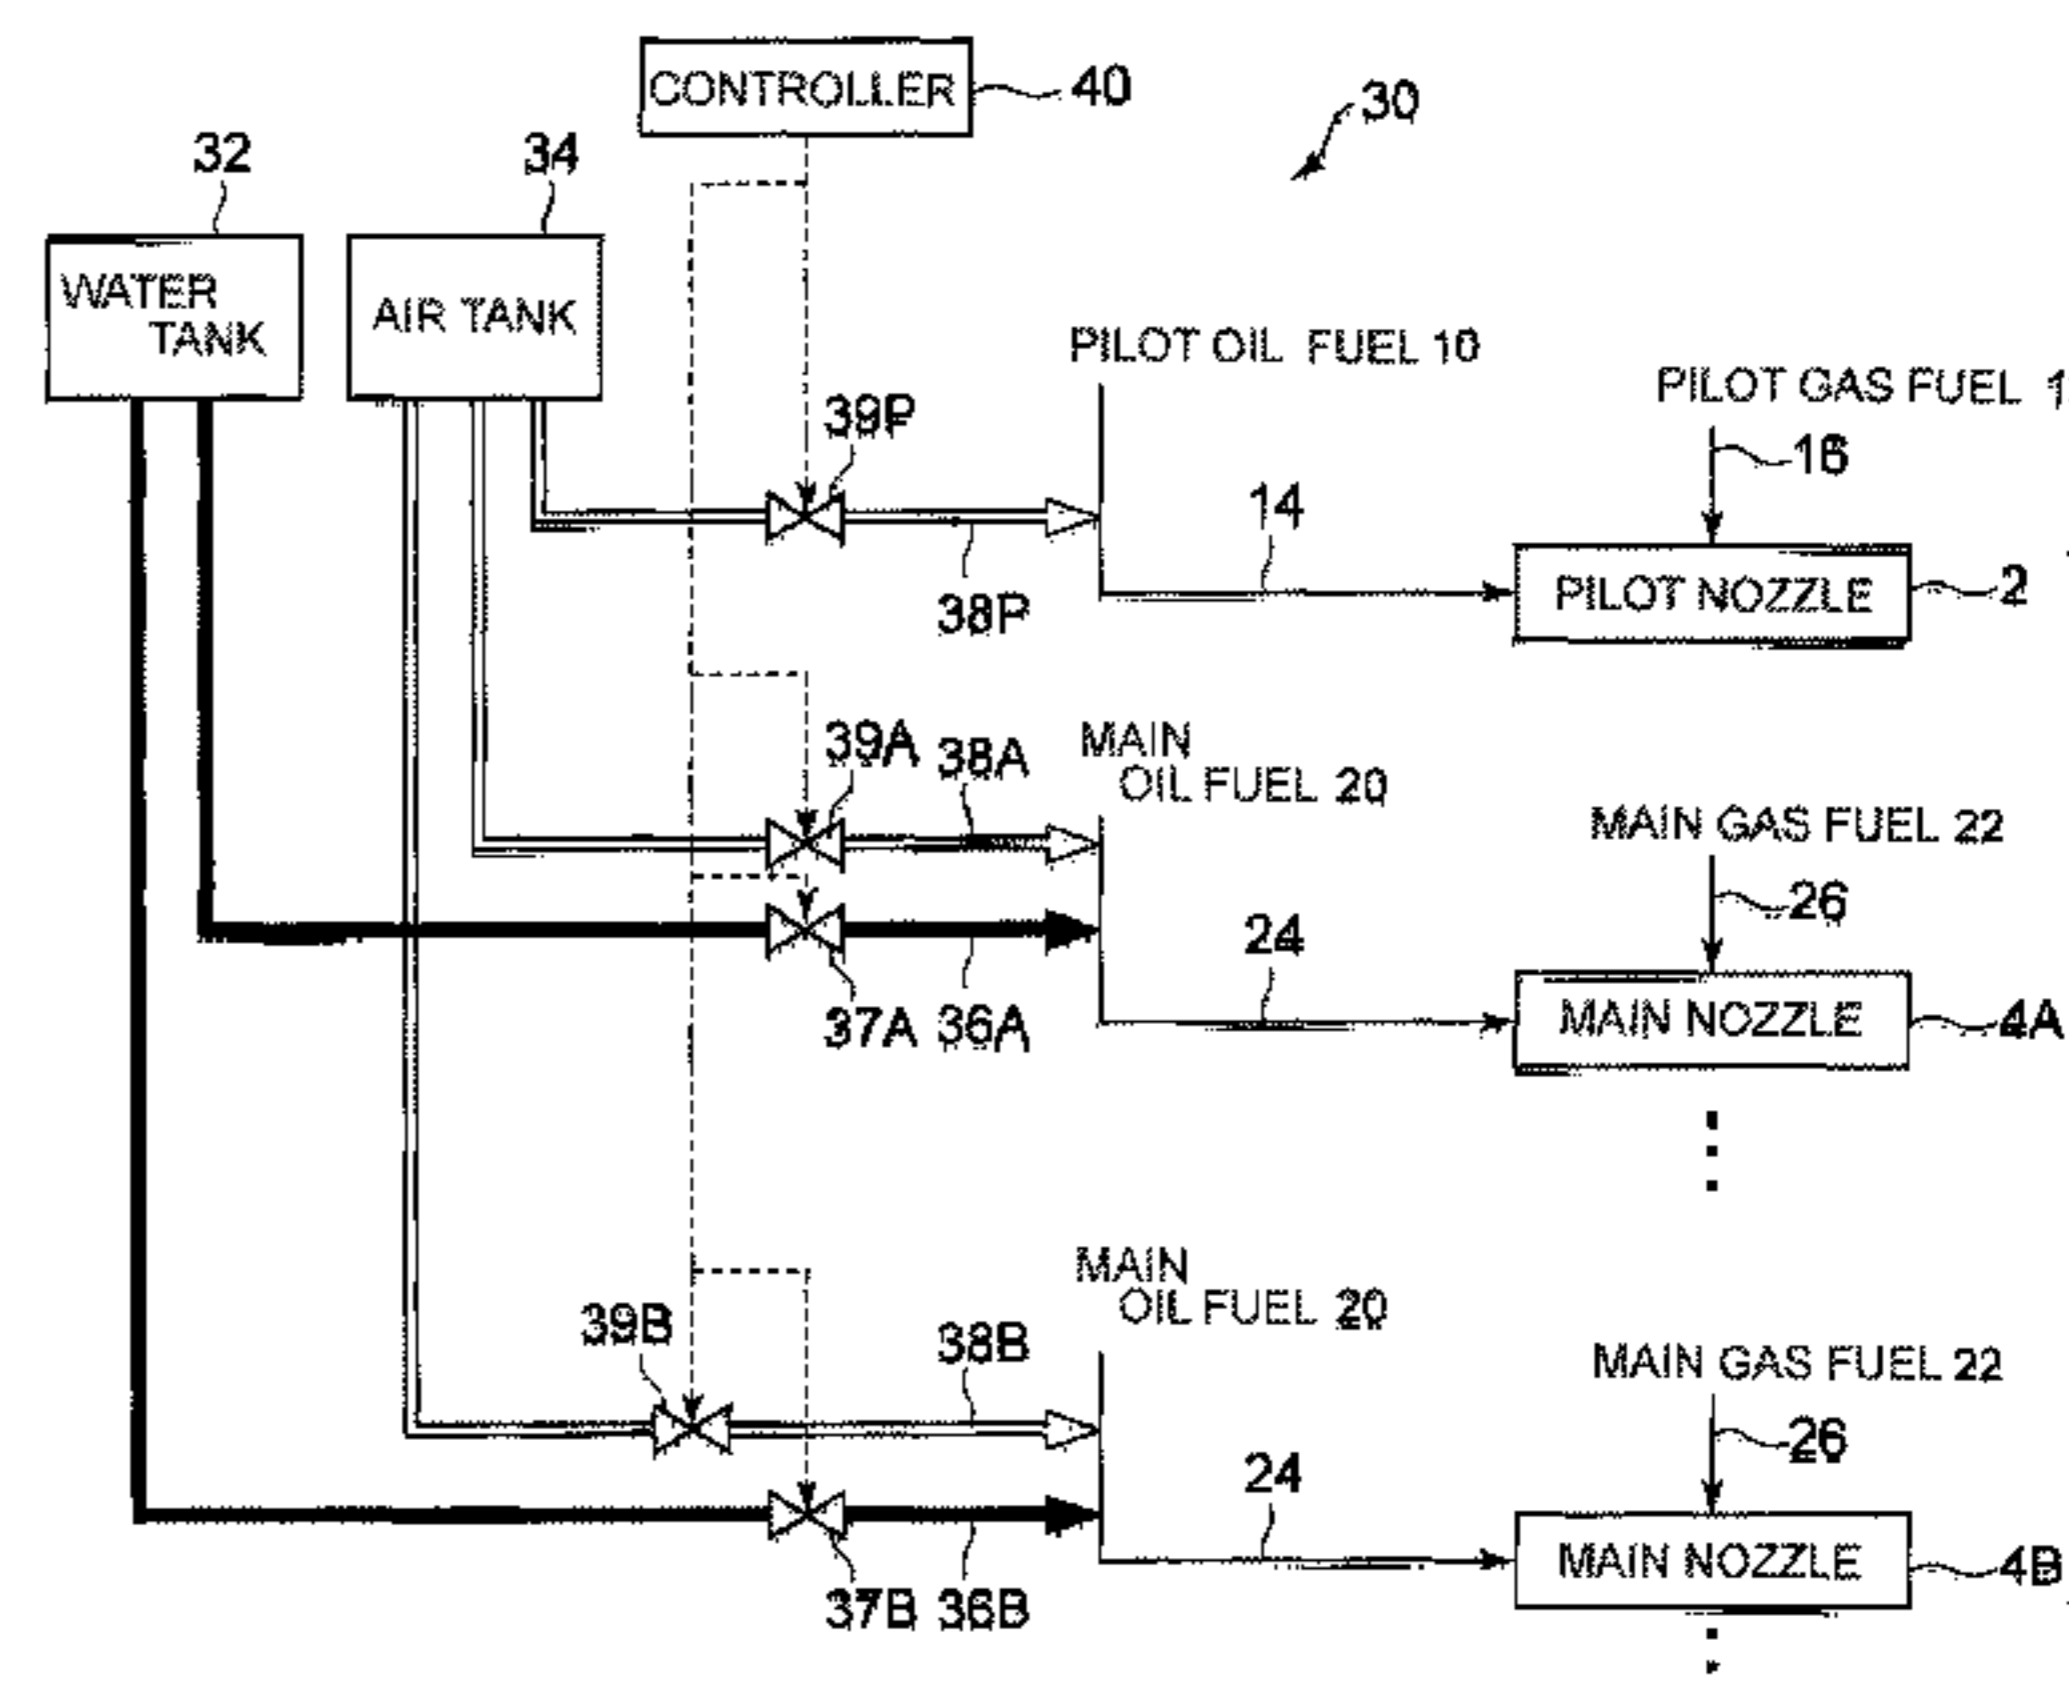 CONTROLLER
40
30
32
34
WATER
TANK
AIR TANK
PILOT OIL FUEL 10
PILOT GAS FUEL 1
39P
16
14
38P
PILOT NOZZLE
2
MAIN
OIL FUEL 20
39A
38A
MAIN GAS FUEL 22
26
24
37A
36A
MAIN NOZZLE
4A
MAIN
OIL FUEL 20
39B
38B
MAIN GAS FUEL 22
26
24
37B
36B
MAIN NOZZLE
4B